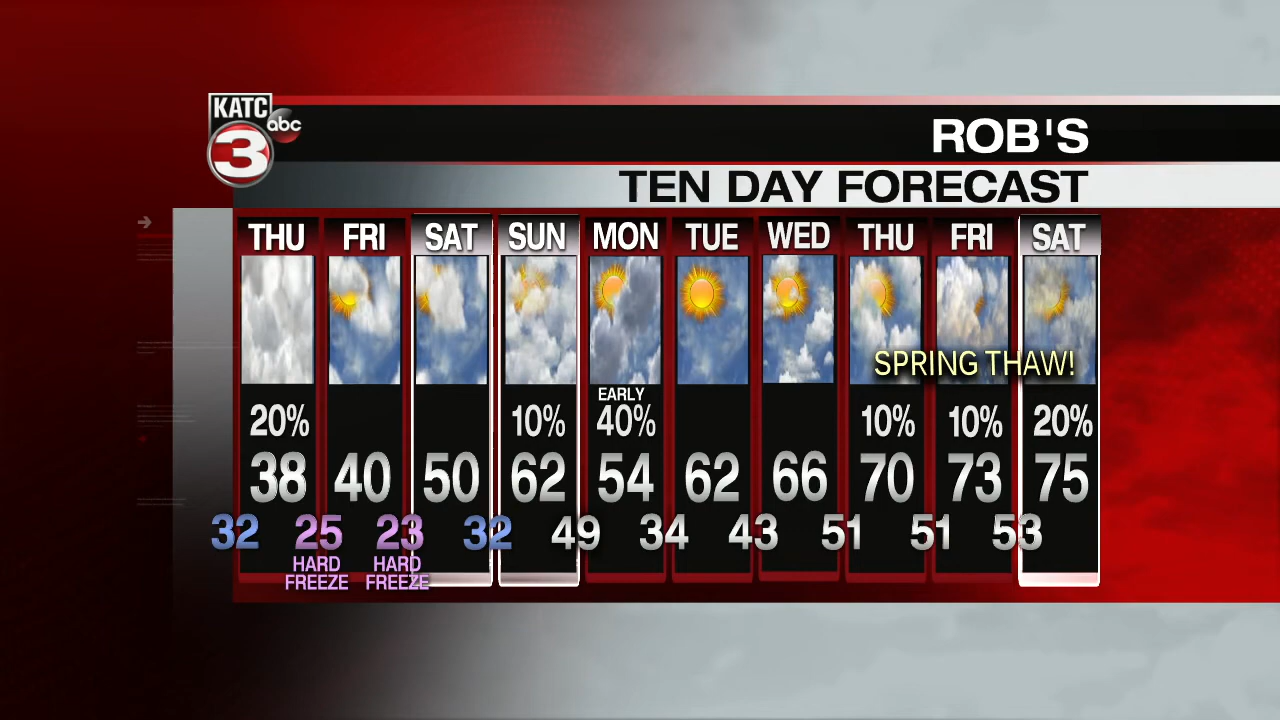 KATC
abc
3
ROB'S
TEN DAY FORECAST
THU FRI SAT SUN MON TUE WED THU FRI SAT
SPRING THAW!
EARLY
20% 10% 40% 10% 10% 20%
38 40 50 62 54 62 66 70 73 75
32 25 23 32 49 34 43 51 51 53
HARD HARD
FREEZE FREEZE